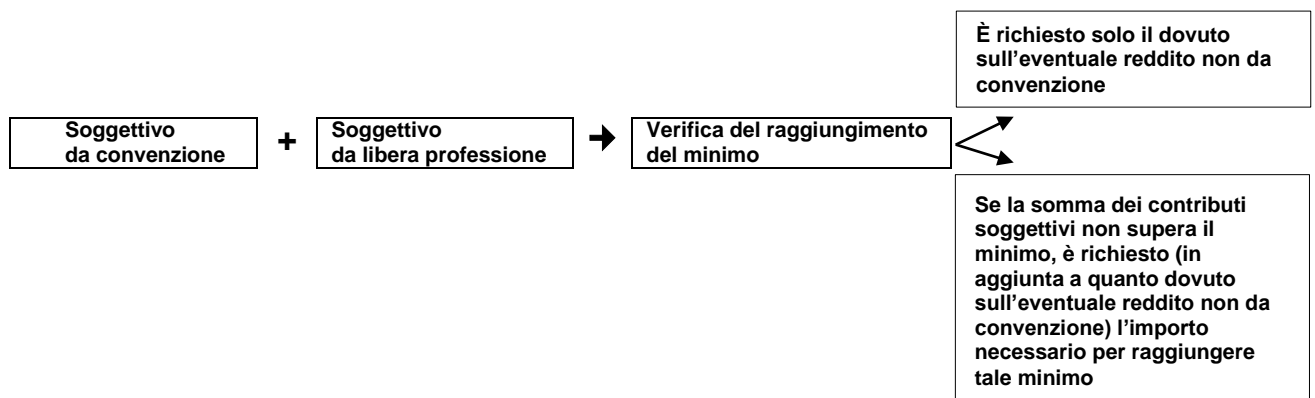 Soggettivo
da convenzione
+
Soggettivo
da libera professione
Verifica del raggiungimento
del minimo
È richiesto solo il dovuto
sull’eventuale reddito non da
convenzione
Se la somma dei contributi
soggettivi non supera il
minimo, è richiesto (in
aggiunta a quanto dovuto
sull’eventuale reddito non da
convenzione) l’importo
necessario per raggiungere
tale minimo